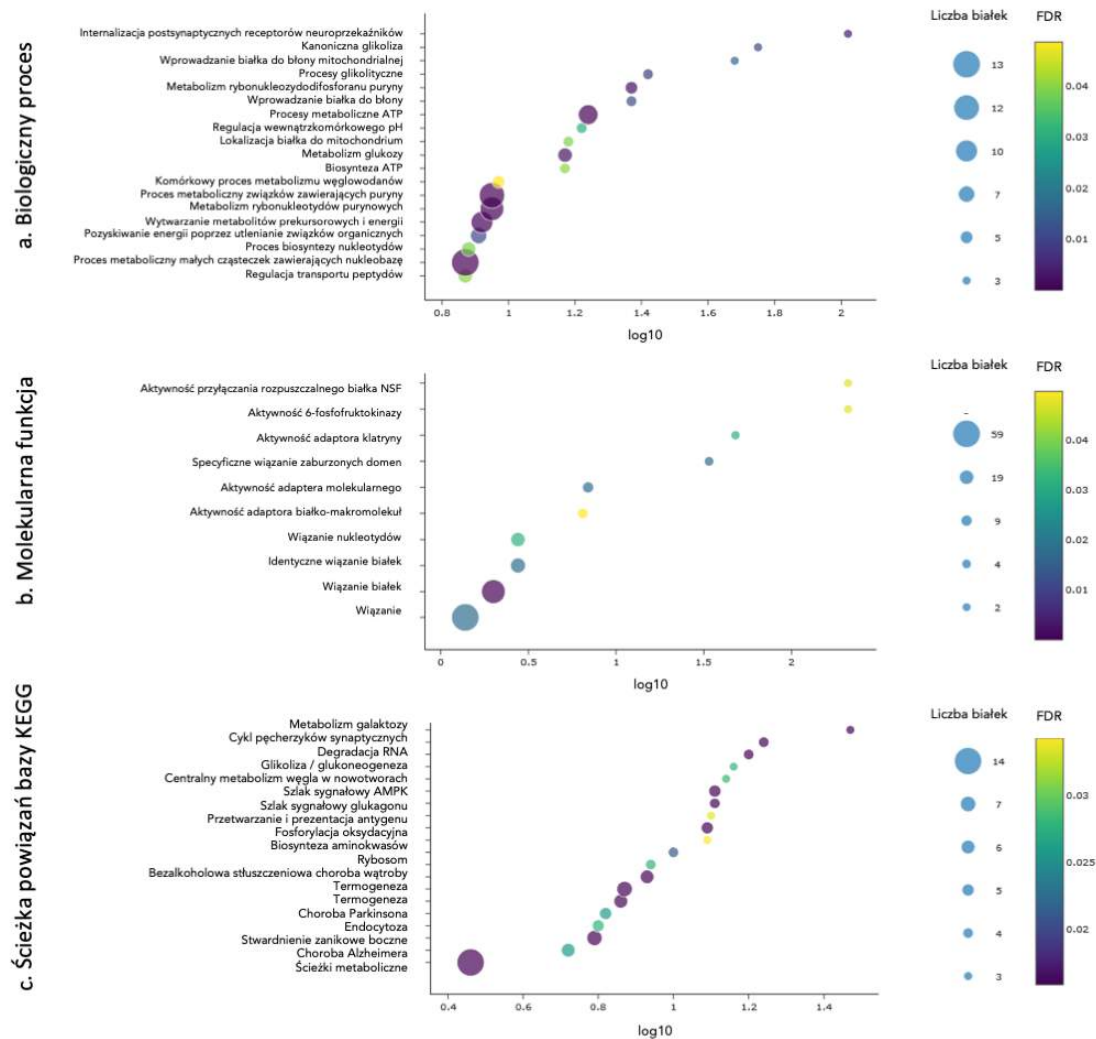 a. Biologiczny proces
Internalizacja postsynaptycznych receptorów neuroprzekaźników
Kanoniczna glikoliza
Wprowadzanie białka do błony mitochondrialnej
Procesy glikolityczne
Metabolizm rybonukleozydodifosforanu puryny
Wprowadzanie białka do błony
Procesy metaboliczne ATP
Regulacja wewnątrzkomórkowego pH
Lokalizacja białka do mitochondrium
Metabolizm glukozy
Biosynteza ATP
Komórkowy proces metabolizmu węglowodanów
Proces metaboliczny związków zawierających puryny
Metabolizm rybonukleotydów purynowych
Wytwarzanie metabolitów prekursorowych i energii
Pozyskiwanie energii poprzez utlenianie związków organicznych
Proces biosyntezy nukleotydów
Proces metaboliczny małych cząsteczek zawierających nukleobazę
Regulacja transportu peptydów
0.8 1 1.2 1.4 1.6 1.8 2
log10
Liczba białek
13
12
10
7
5
3
FDR
0.04
0.03
0.02
0.01
b. Molekularna funkcja
Aktywność przyłączania rozpuszczalnego białka NSF
Aktywność 6-fosfofruktokinazy
Aktywność adaptora klatryny
Specyficzne wiązanie zaburzonych domen
Aktywność adaptera molekularnego
Aktywność adaptora białko-makromolekuł
Wiązanie nukleotydów
Identyczne wiązanie białek
Wiązanie białek
Wiązanie
0 0.5 1 1.5 2
log10
Liczba białek
59
19
9
4
2
FDR
0.04
0.03
0.02
0.01
c. Ścieżka powiązań bazy KEGG
Metabolizm galaktozy
Cykl pęcherzyków synaptycznych
Degradacja RNA
Glikoliza / glukoneogeneza
Centralny metabolizm węgla w nowotworach
Szlak sygnałowy AMPK
Szlak sygnałowy glukagonu
Przetwarzanie i prezentacja antygenu
Fosforylacja oksydacyjna
Biosynteza aminokwasów
Rybosom
Bezalkoholowa stłuszczeniowa choroba wątroby
Termogeneza
Termogeneza
Choroba Parkinsona
Endocytoza
Stwardnienie zanikowe boczne
Choroba Alzheimera
Ścieżki metaboliczne
0.4 0.6 0.8 1 1.2 1.4
log10
Liczba białek
14
7
6
5
4
3
FDR
0.03
0.025
0.02